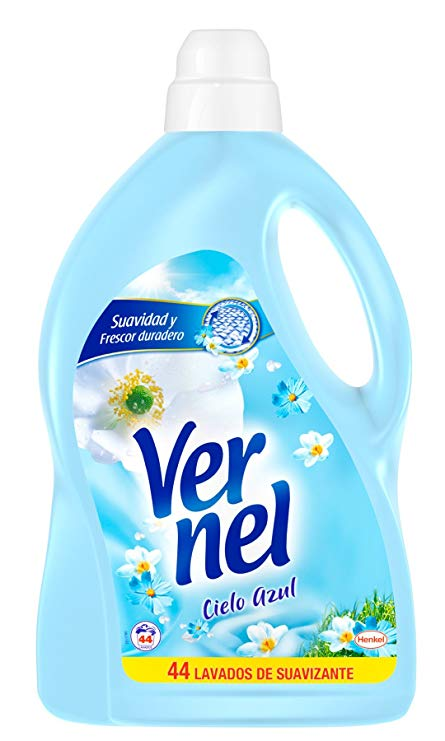 Suavidad y
Frescor duradero
Ver
nel
Cielo Azul
44
Henkel
44 LAVADOS DE SUAVIZANTE